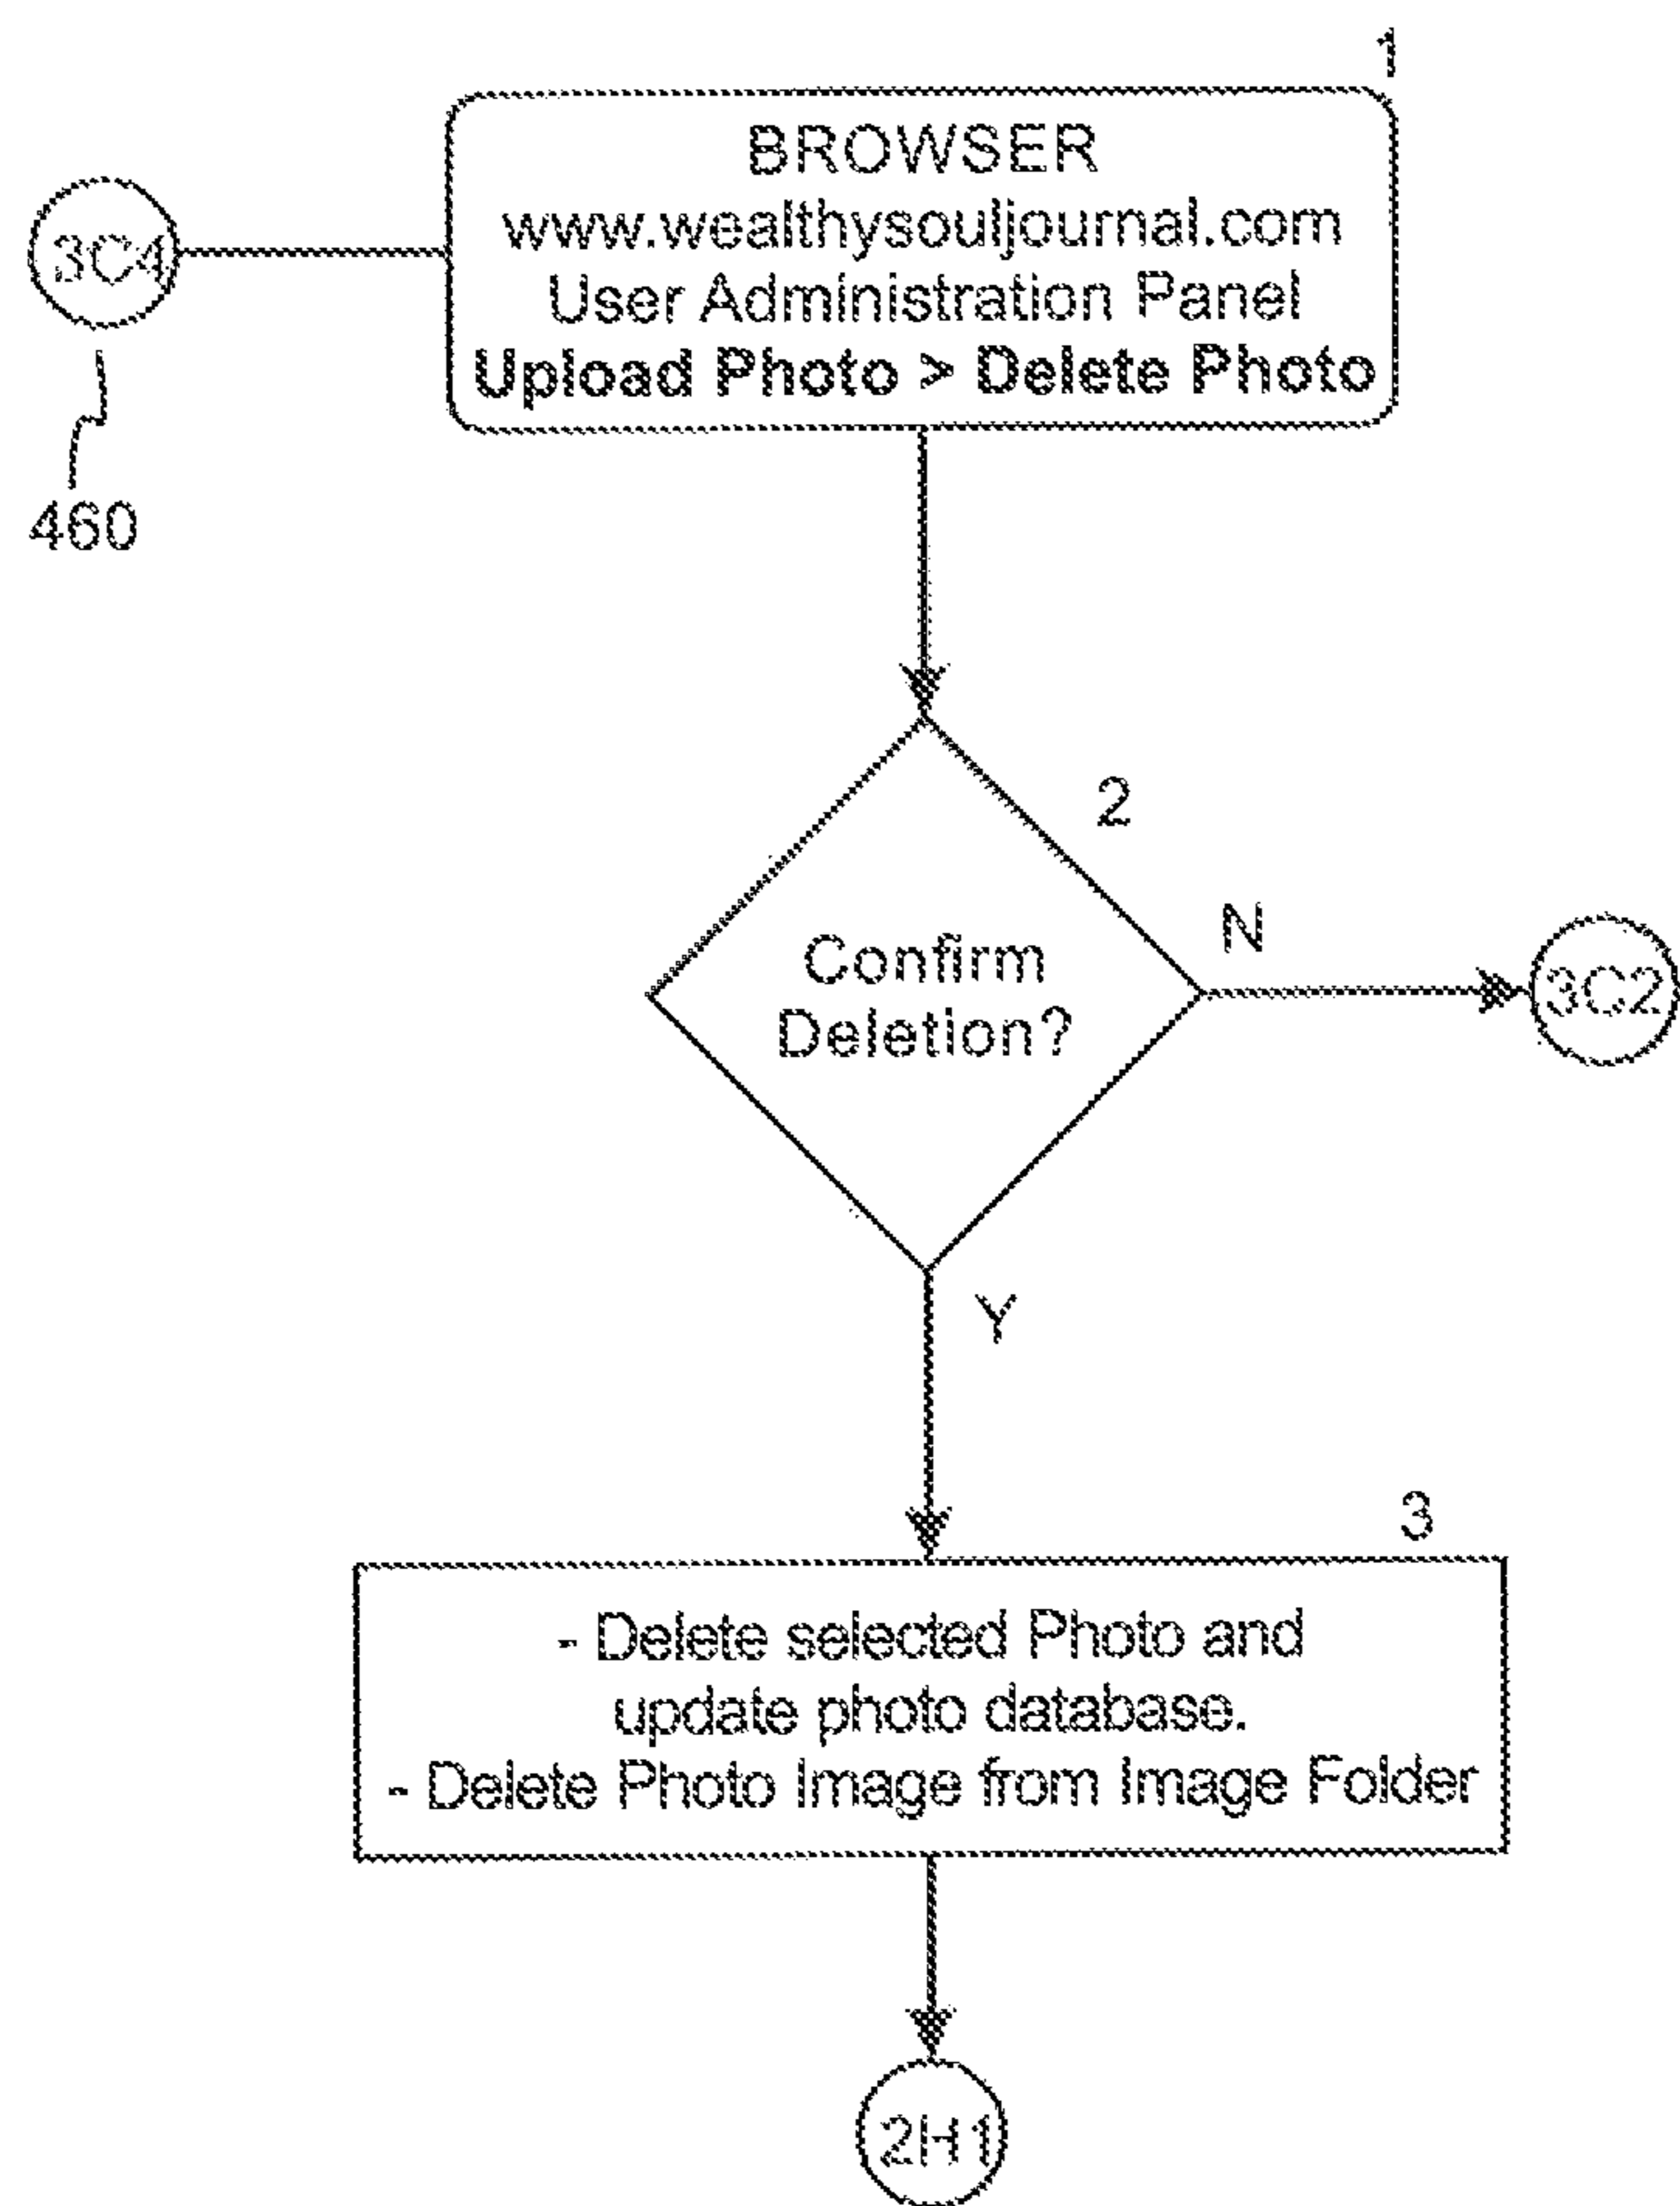 1
BROWSER
www.wealthysouljournal.com
User Administration Panel
Upload Photo > Delete Photo
3C4
460
2
Confirm
Deletion?
N
3C2
Y
3
- Delete selected Photo and
update photo database.
- Delete Photo Image from Image Folder
2H1